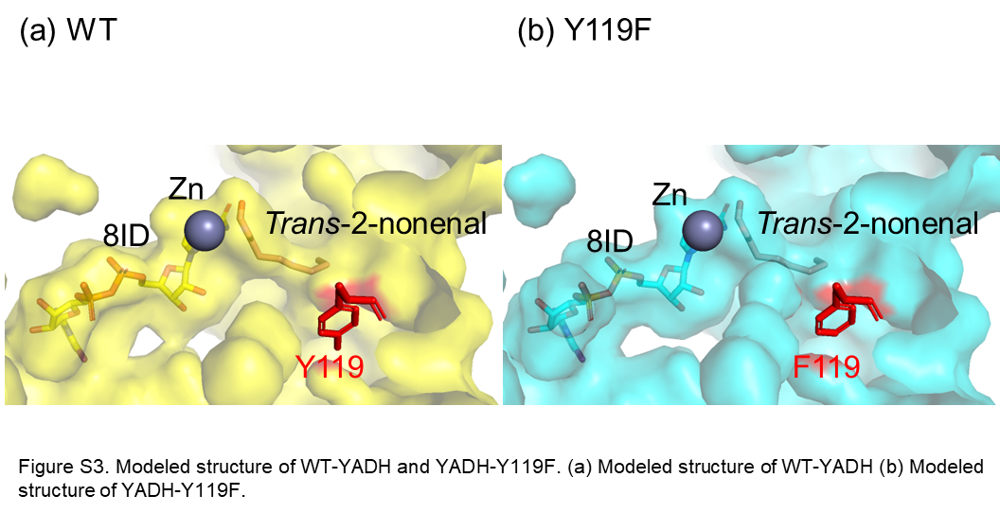 (a) WT
(b) Y119F
Zn
8ID
Trans-2-nonenal
Y119
Zn
8ID
Trans-2-nonenal
F119
Figure S3. Modeled structure of WT-YADH and YADH-Y119F. (a) Modeled structure of WT-YADH (b) Modeled
structure of YADH-Y119F.